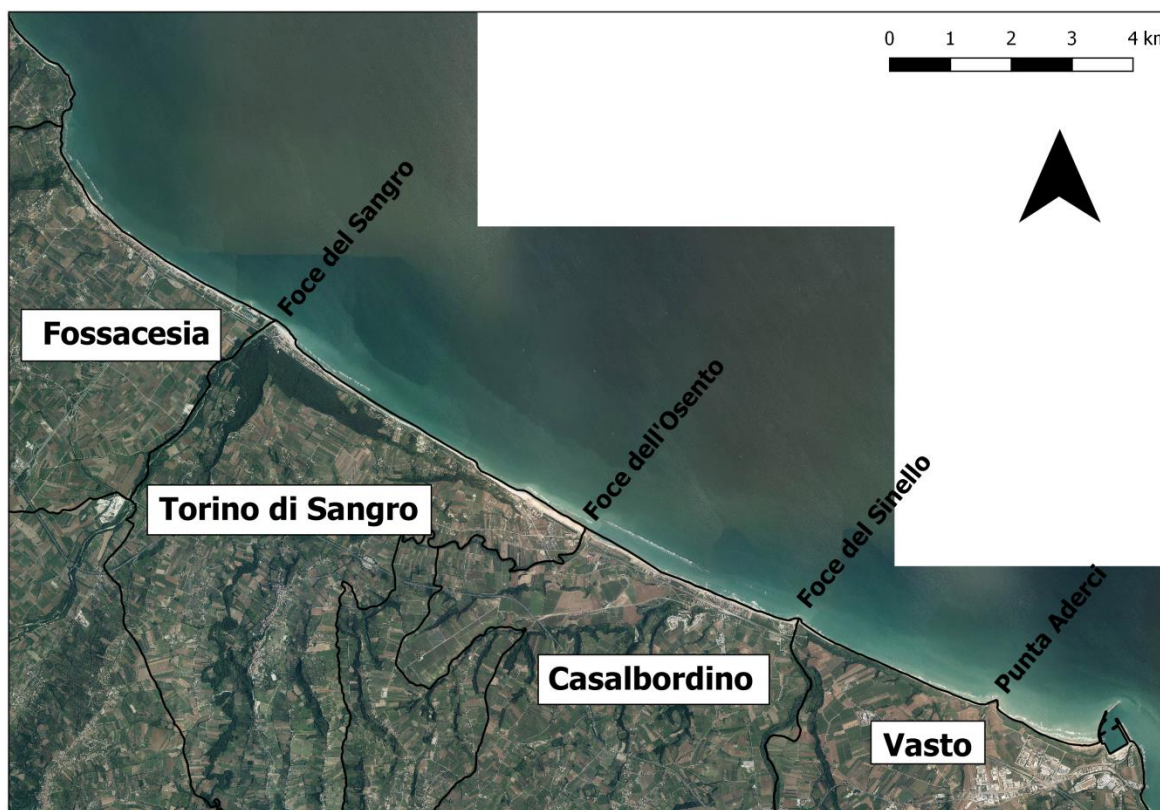 0 1 2 3 4 km
Foce del Sangro
Fossacesia
Foce dell'Osento
Torino di Sangro
Foce del Sinello
Punta Aderci
Casalbordino
Vasto